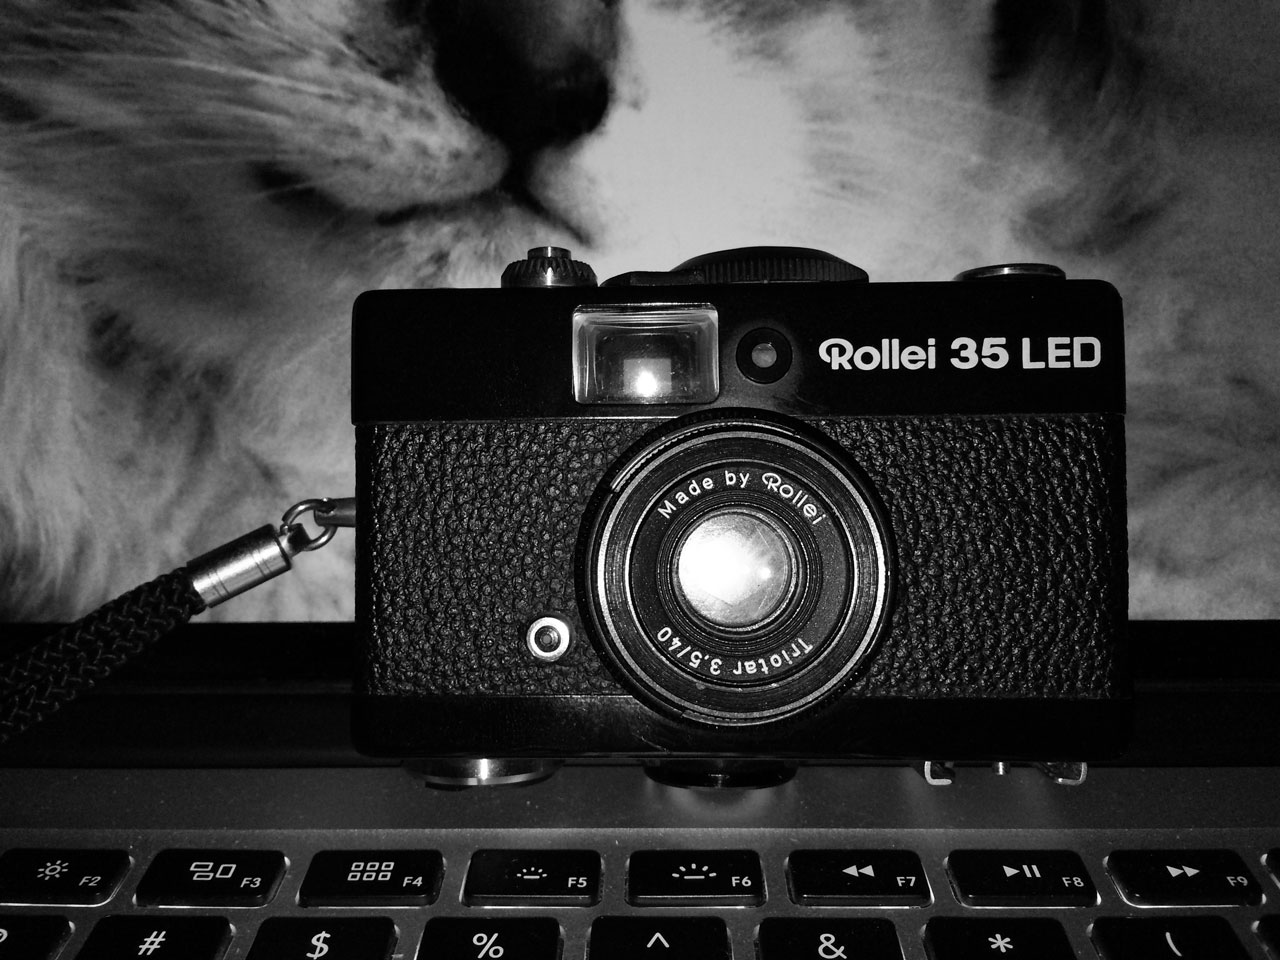 Rollei 35 LED
Made by Rollei
Triotar 3,5/40
F2 F3 F4 F5 F6 F7 F8 F9
# $ % ^ & * (